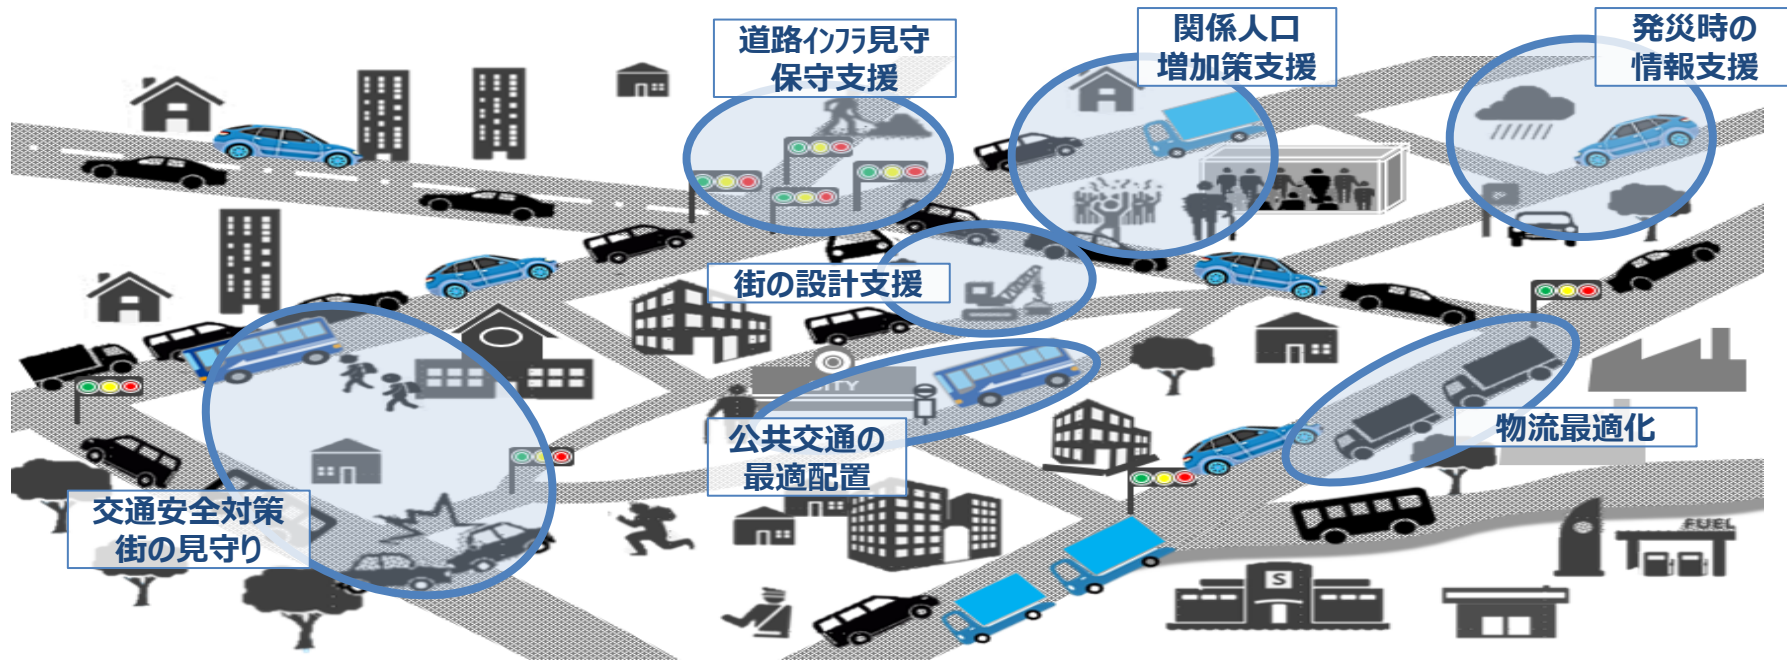 道路インフラ見守
保守支援
関係人口
増加策支援
発災時の
情報支援
街の設計支援
CITY
公共交通の
最適配置
物流最適化
交通安全対策
街の見守り
FUEL
S